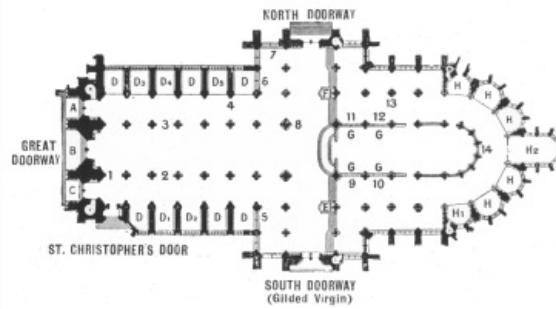 NORTH DOORWAY
7
D D₃ D₄ D D₅ D 6
A
4
F
13
H
H
H
3
8
11 12
G G
GREAT
DOORWAY
B
14
H2
G G
1
2
9 10
C
H
H
D D₁ D₂ D D 5
E
H1
ST. CHRISTOPHER'S DOOR
SOUTH DOORWAY
(Gilded Virgin)